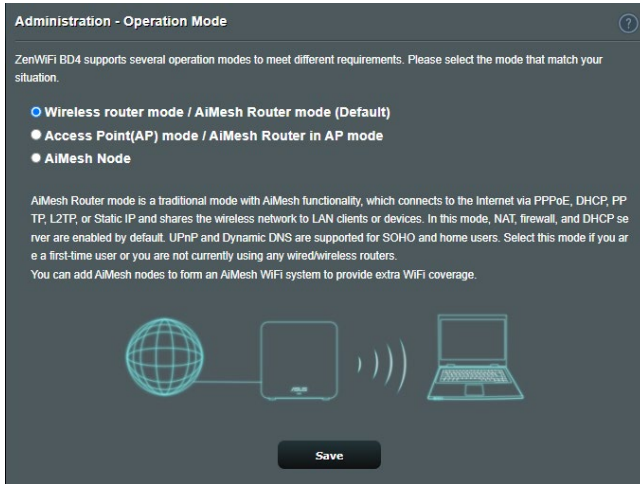 Administration - Operation Mode
?
ZenWiFi BD4 supports several operation modes to meet different requirements. Please select the mode that match your
situation.
Wireless router mode / AiMesh Router mode (Default)
Access Point(AP) mode / AiMesh Router in AP mode
AiMesh Node
AiMesh Router mode is a traditional mode with AiMesh functionality, which connects to the Internet via PPPoE, DHCP, PP
TP, L2TP, or Static IP and shares the wireless network to LAN clients or devices. In this mode, NAT, firewall, and DHCP se
rver are enabled by default. UPnP and Dynamic DNS are supported for SOHO and home users. Select this mode if you ar
e a first-time user or you are not currently using any wired/wireless routers.
You can add AiMesh nodes to form an AiMesh WiFi system to provide extra WiFi coverage.
ASUS
Save